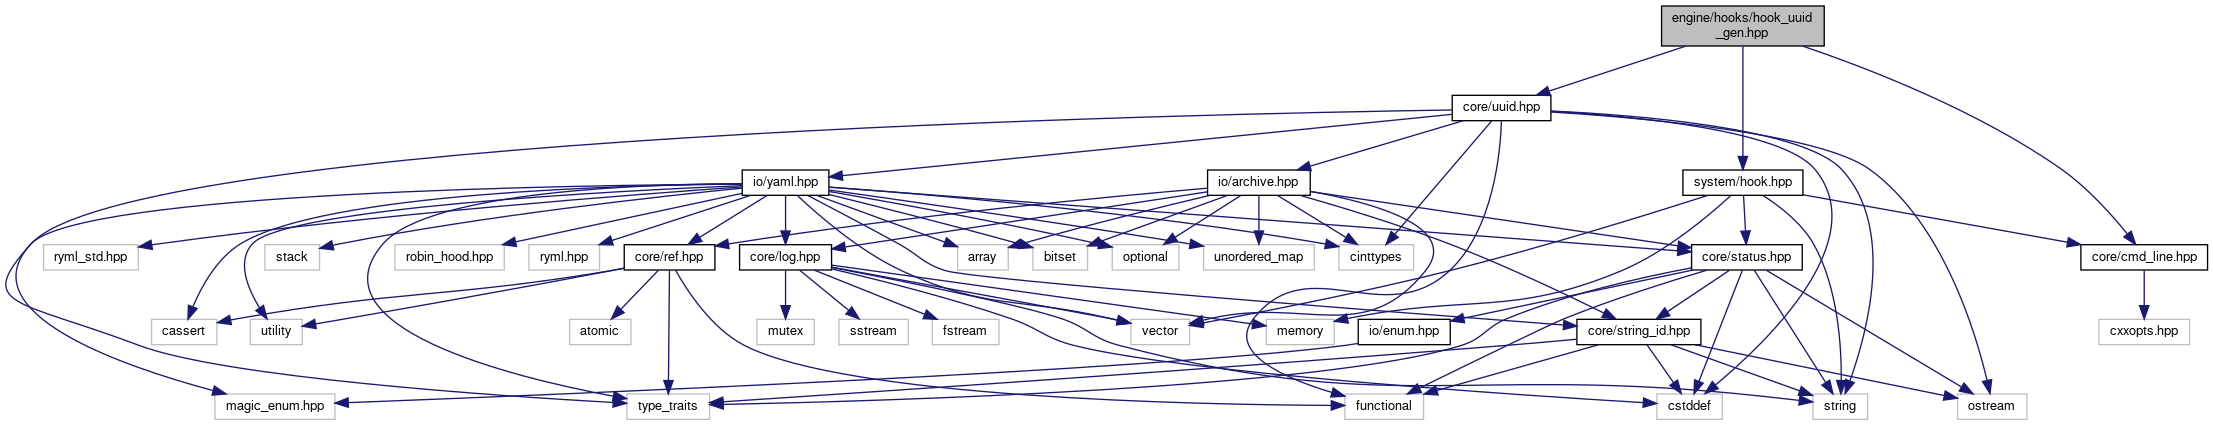 engine/hooks/hook_uuid
_gen.hpp
core/uuid.hpp
io/yaml.hpp
io/archive.hpp
system/hook.hpp
ryml_std.hpp
stack
robin_hood.hpp
ryml.hpp
core/ref.hpp
core/log.hpp
array
bitset
optional
unordered_map
cinttypes
core/status.hpp
core/cmd_line.hpp
cassert
utility
atomic
mutex
sstream
fstream
vector
memory
io/enum.hpp
core/string_id.hpp
cxxopts.hpp
magic_enum.hpp
type_traits
functional
cstddef
string
ostream